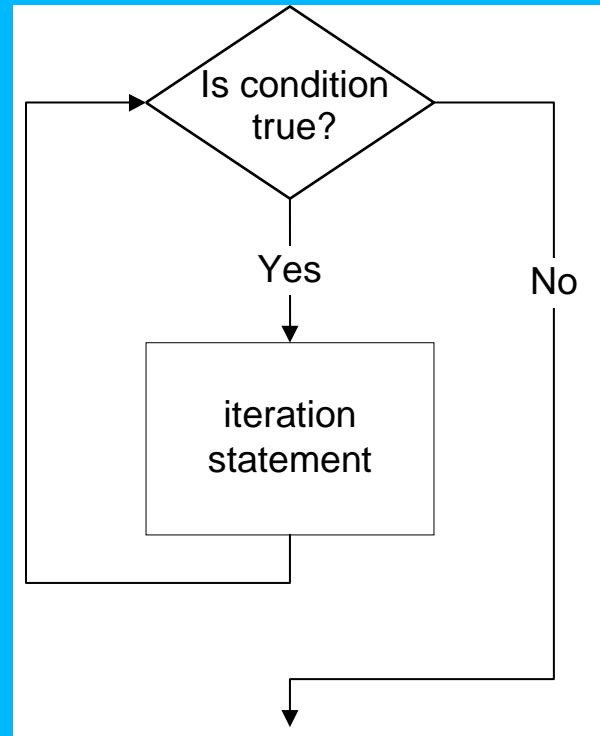 Is condition
true?
Yes
No
iteration
statement